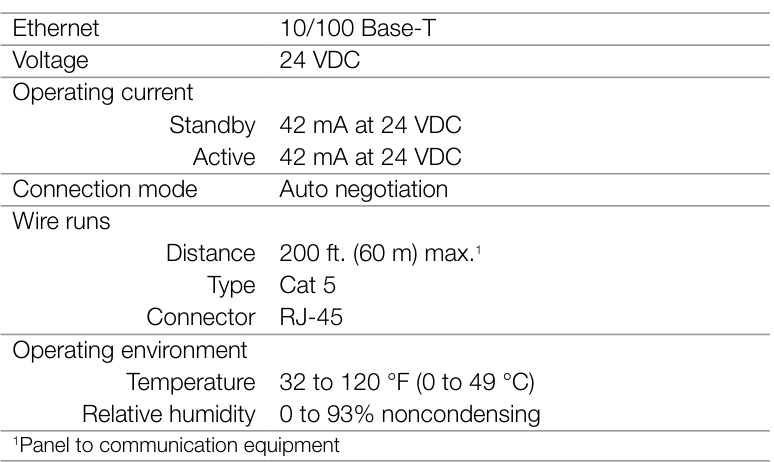 Ethernet 10/100 Base-T
Voltage 24 VDC
Operating current
Standby 42 mA at 24 VDC
Active 42 mA at 24 VDC
Connection mode Auto negotiation
Wire runs
Distance 200 ft. (60 m) max.¹
Type Cat 5
Connector RJ-45
Operating environment
Temperature 32 to 120 °F (0 to 49 °C)
Relative humidity 0 to 93% noncondensing
¹Panel to communication equipment